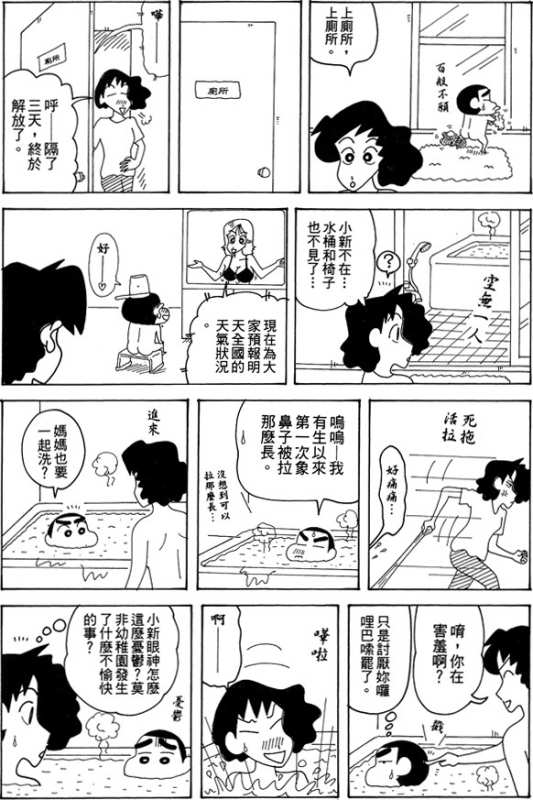 上廁所，
上廁所。
百般不願
廁所
嘩
廁所
呼——隔了
三天，終於
解放了。
空無一人
？
小新不在…
水桶和椅子
也不見了…
現在為大
家預報明
天全國的
天氣狀況
。
好——
死拖
活拉
好痛痛…
嗚嗚—我
有生以來
第一次象
鼻子被拉
那麼長。
沒想到可以
拉那麼長…
進來
媽媽也要
一起洗？
唷，你在
害羞啊？
戳
只是討厭妳囉
哩巴嗦罷了。
嘩啦
啊——
小新眼神怎麼
這麼憂鬱？莫
非幼稚園發生
了什麼不愉快
的事？
憂鬱